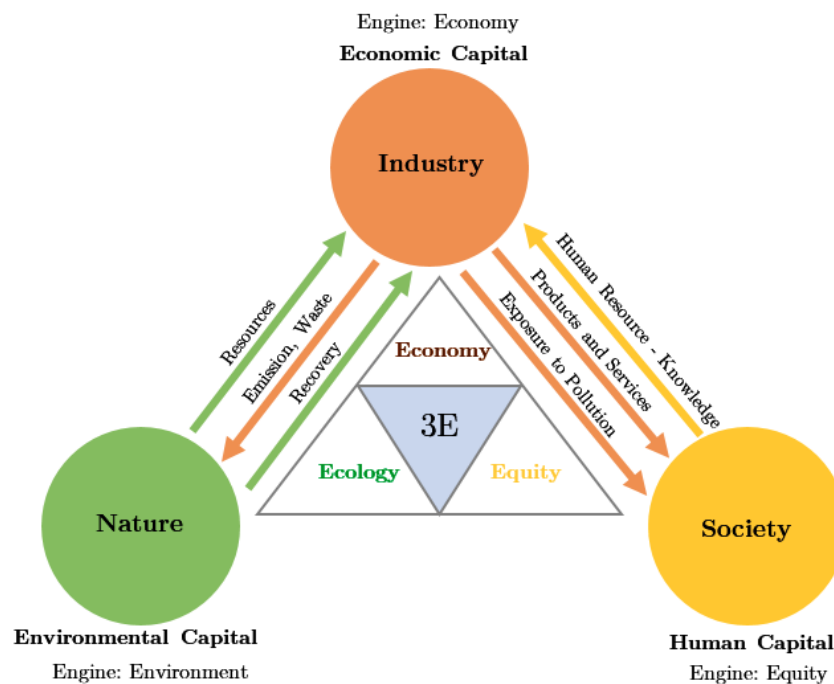 Engine: Economy
Economic Capital
Industry
Resources
Emission, Waste
Recovery
Exposure to Pollution
Products and Services
Human Resource - Knowledge
Economy
3E
Ecology
Equity
Nature
Society
Environmental Capital
Engine: Environment
Human Capital
Engine: Equity